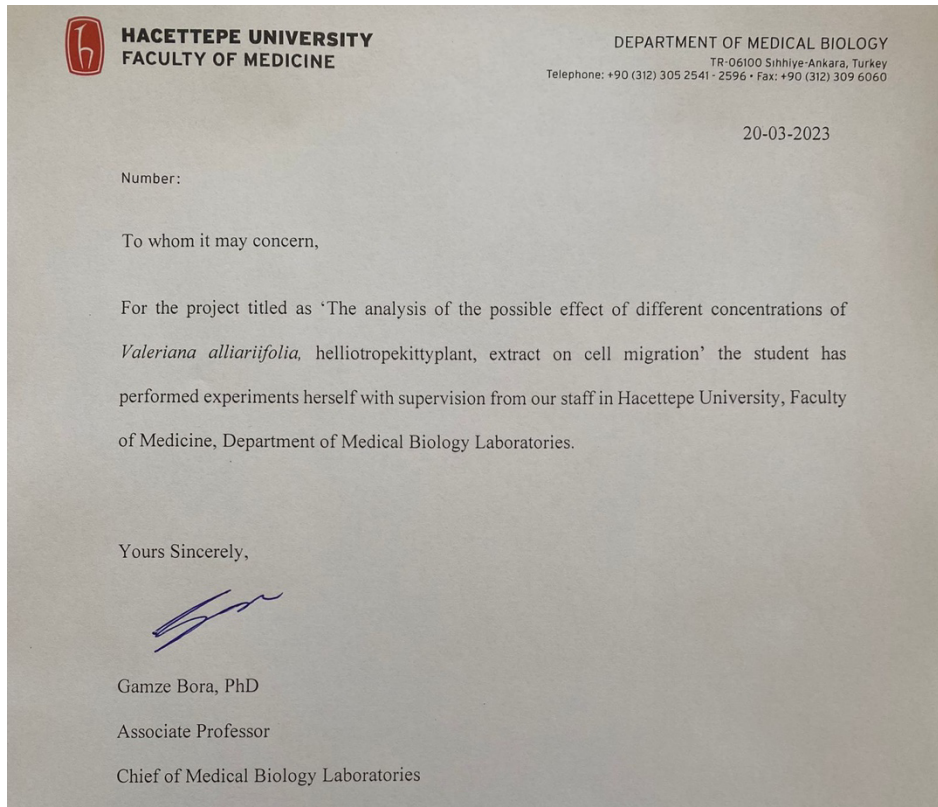 HACETTEPE UNIVERSITY
FACULTY OF MEDICINE
DEPARTMENT OF MEDICAL BIOLOGY
TR-06100 Sıhhiye-Ankara, Turkey
Telephone: +90 (312) 305 2541 - 2596 • Fax: +90 (312) 309 6060
20-03-2023
Number:
To whom it may concern,
For the project titled as ‘The analysis of the possible effect of different concentrations of
Valeriana alliariifolia, helliotropekittyplant, extract on cell migration’ the student has
performed experiments herself with supervision from our staff in Hacettepe University, Faculty
of Medicine, Department of Medical Biology Laboratories.
Yours Sincerely,
Gamze Bora, PhD
Associate Professor
Chief of Medical Biology Laboratories